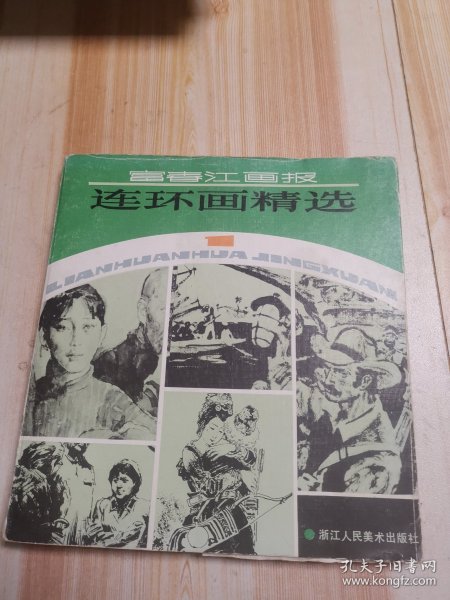 富春江画报
连环画精选
1
LIANHUANHUA JINGXUAN
浙江人民美术出版社
孔夫子旧书网
www.kongfz.com